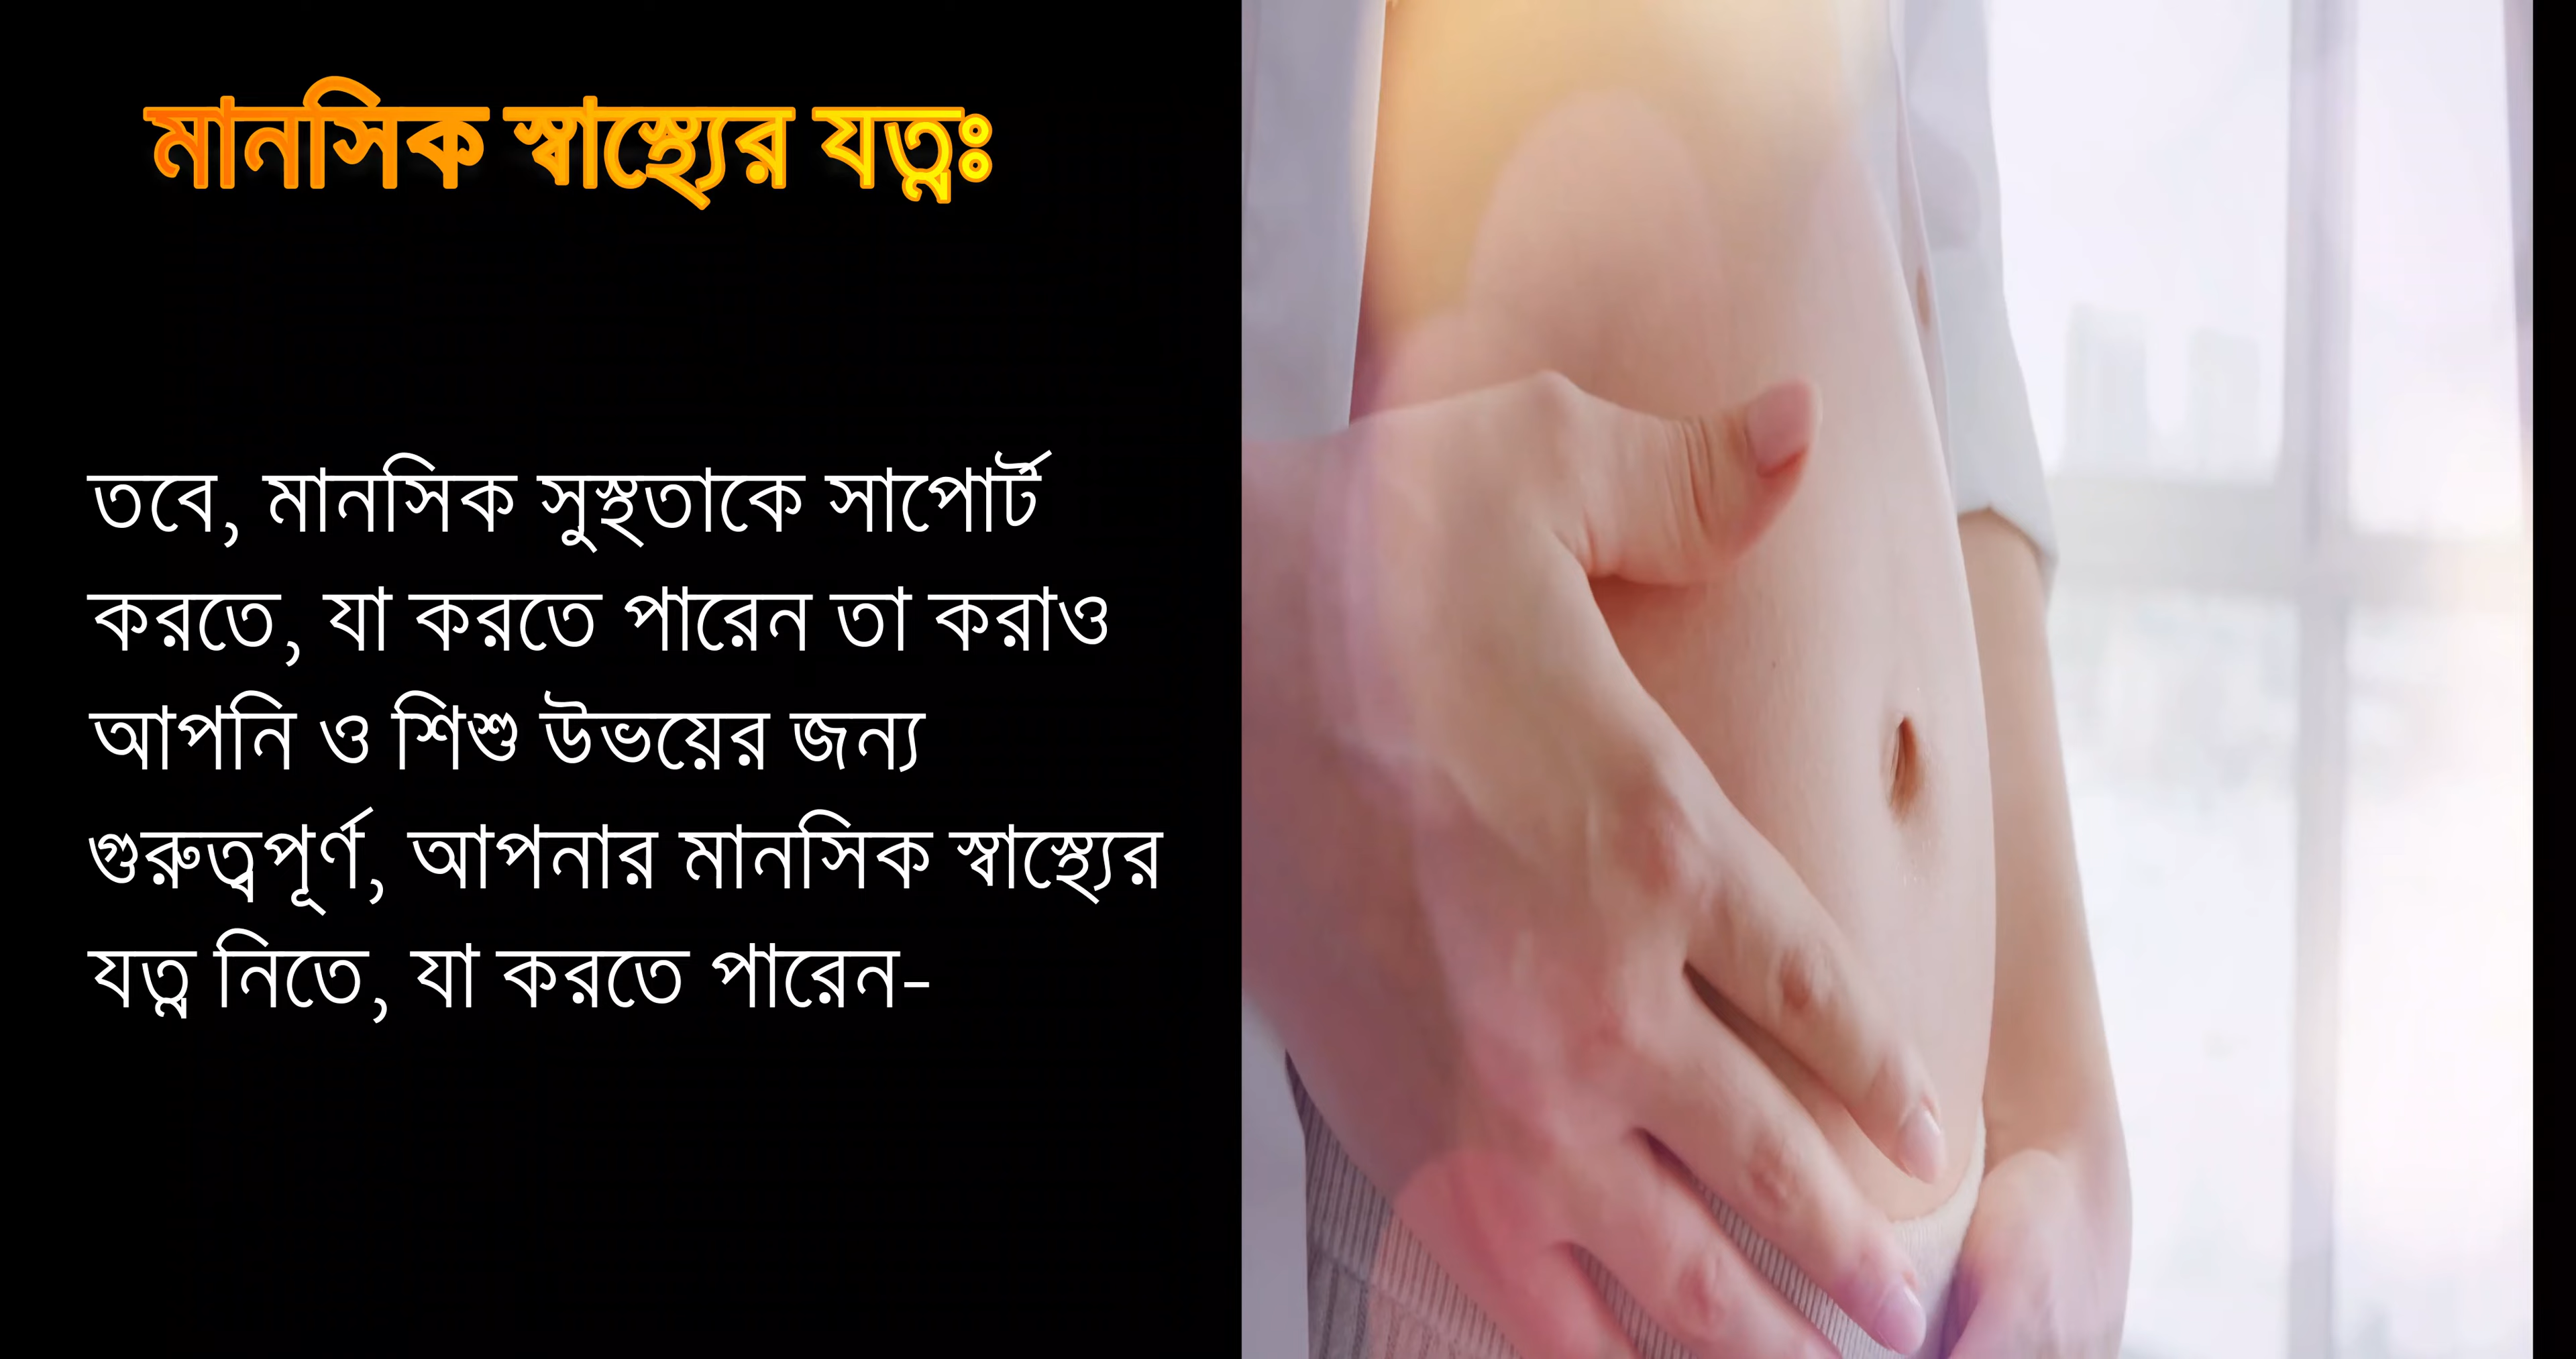 মানসিক স্বাস্থ্যের যত্নঃ
তবে, মানসিক সুস্থতাকে সাপোর্ট
করতে, যা করতে পারেন তা করাও
আপনি ও শিশু উভয়ের জন্য
গুরুত্বপূর্ণ, আপনার মানসিক স্বাস্থ্যের
যত্ন নিতে, যা করতে পারেন-